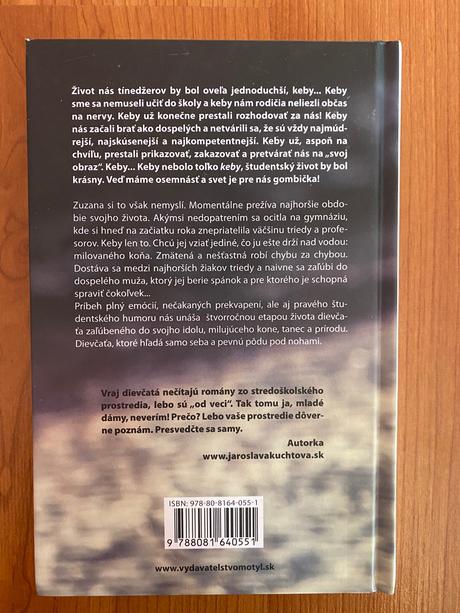 Život nás tínedžerov by bol oveľa jednoduchší, keby... Keby
sme sa nemuseli učiť do školy a keby nám rodičia neliezli občas
na nervy. Keby už konečne prestali rozhodovať za nás! Keby
nás začali brať ako dospelých a netvárili sa, že sú vždy najmúd-
rejší, najskúsenejší a najkompetentnejší. Keby už, aspoň na
chvíľu, prestali prikazovať, zakazovať a pretvárať nás na „svoj
obraz“. Keby... Keby nebolo toľko keby, študentský život by bol
krásny. Veď máme osemnásť a svet je pre nás gombička!
Zuzana si to však nemyslí. Momentálne prežíva najhoršie obdo-
bie svojho života. Akýmsi nedopatrením sa ocitla na gymnáziu,
kde si hneď na začiatku roka znepriatelila väčšinu triedy a profe-
sorov. Keby len to. Chcú jej vziať jediné, čo ju ešte drží nad vodou:
milovaného koňa. Zmätená a nešťastná robí chybu za chybou.
Dostáva sa medzi najhorších žiakov triedy a naivne sa zaľúbi do
dospelého muža, ktorý jej berie spánok a pre ktorého je schopná
spraviť čokoľvek...
Príbeh plný emócií, nečakaných prekvapení, ale aj pravého štu-
dentského humoru nás unáša štvorročnou etapou života dievča-
ťa zaľúbeného do svojho idolu, milujúceho kone, tanec a prírodu.
Dievčaťa, ktoré hľadá samo seba a pevnú pôdu pod nohami.
Vraj dievčatá nečítajú romány zo stredoškolského
prostredia, lebo sú „od veci“. Tak tomu ja, mladé
dámy, neverím! Prečo? Lebo vaše prostredie dôver-
ne poznám. Presvedčte sa samy.
Autorka
www.jaroslavakuchtova.sk
ISBN: 978-80-8164-055-1
9 788081 640551
www.vydavatelstvomotyl.sk